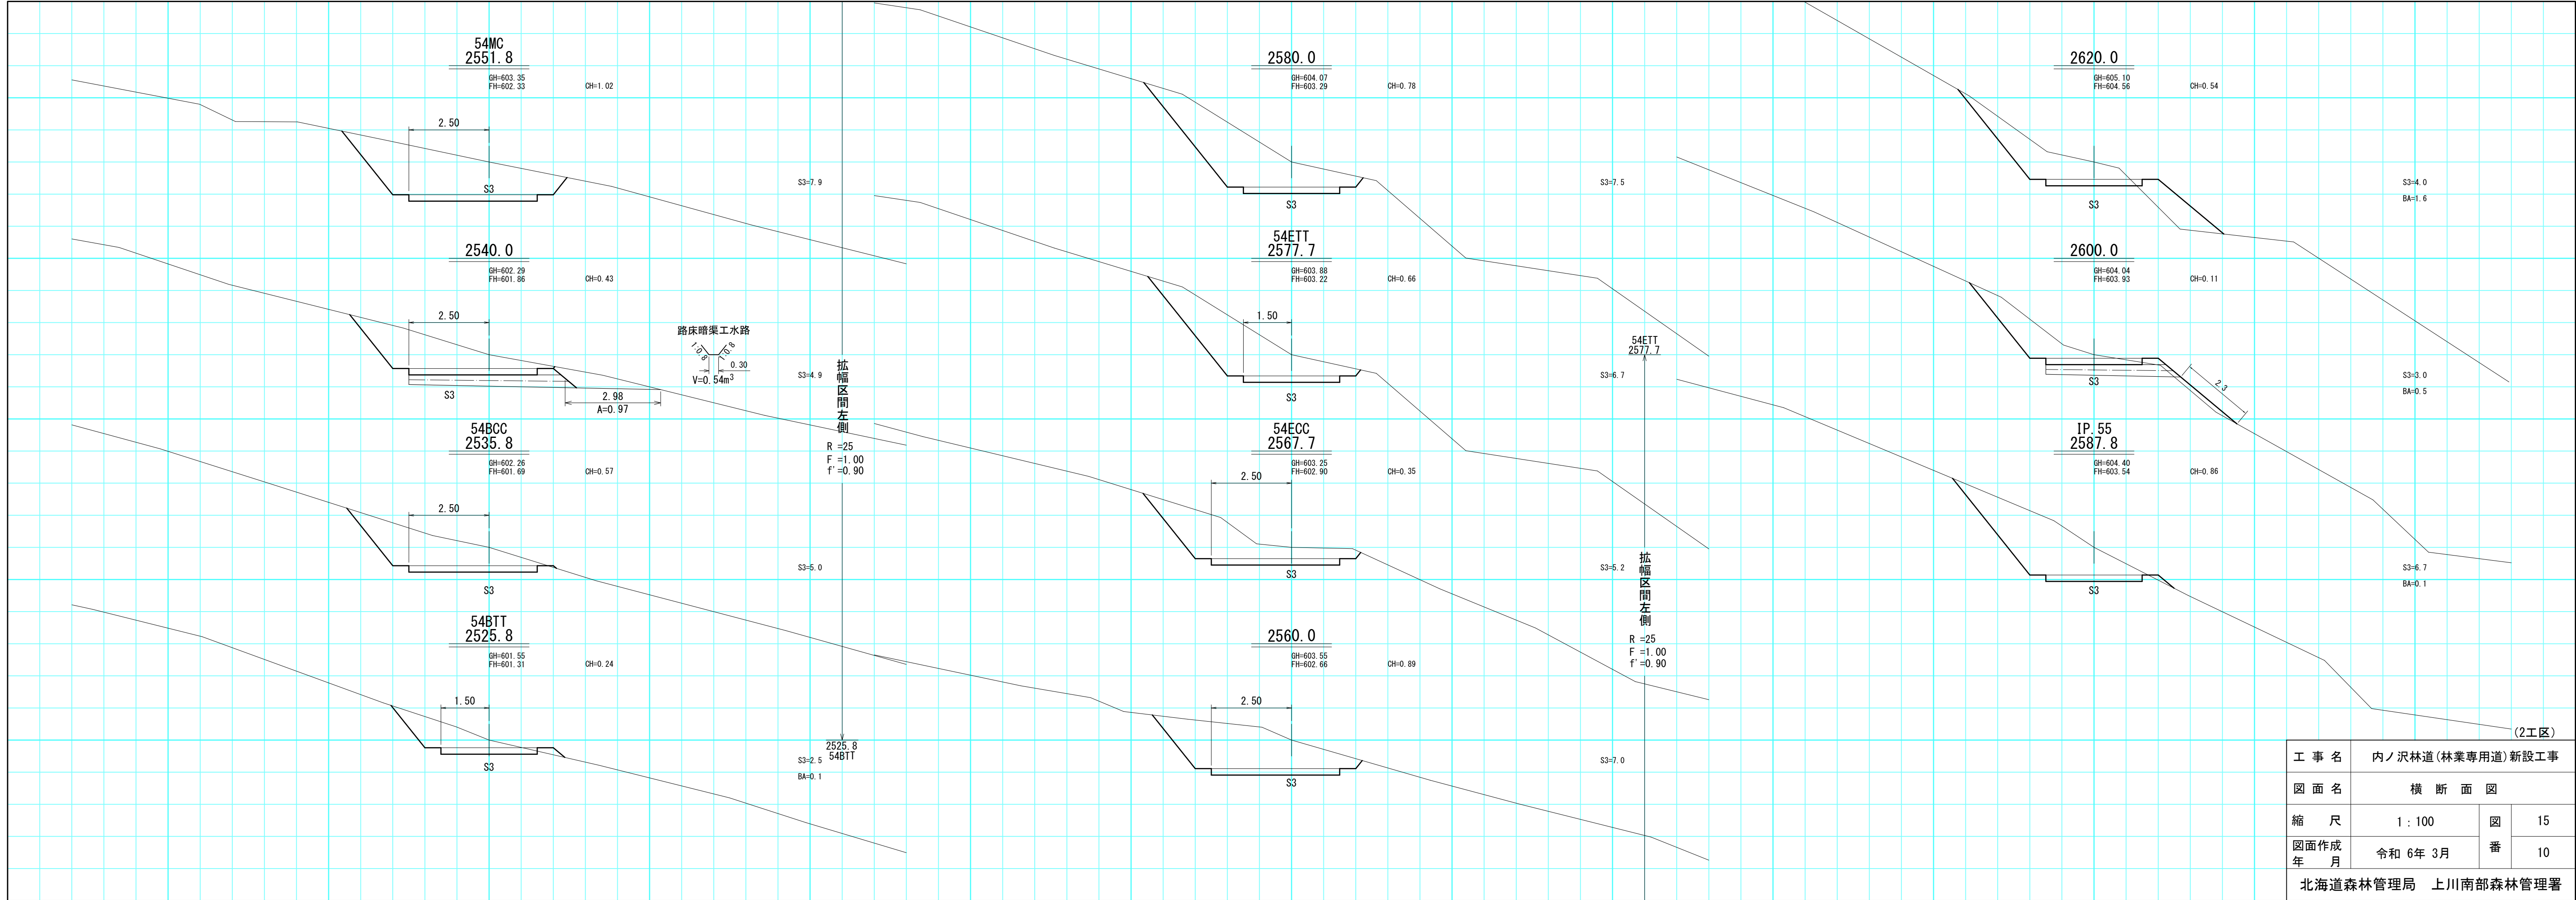 54MC
2551.8
GH=603.35
FH=602.33
CH=1.02
2.50
S3
S3=7.9
2540.0
GH=602.29
FH=601.86
CH=0.43
2.50
S3
路床暗渠工水路
1:0.8
1:0.8
0.30
V=0.54m3
2.98
A=0.97
S3=4.9
54BCC
2535.8
GH=602.26
FH=601.69
CH=0.57
2.50
S3
S3=5.0
54BTT
2525.8
GH=601.55
FH=601.31
CH=0.24
1.50
S3
S3=2.5
BA=0.1
拡幅区間左側
R =25
F =1.00
f'=0.90
2525.8
54BTT
2580.0
GH=604.07
FH=603.29
CH=0.78
S3
S3=7.5
54ETT
2577.7
GH=603.88
FH=603.22
CH=0.66
1.50
S3
S3=6.7
54ECC
2567.7
GH=603.25
FH=602.90
CH=0.35
2.50
S3
S3=5.2
2560.0
GH=603.55
FH=602.66
CH=0.89
2.50
S3
S3=7.0
54ETT
2577.7
拡幅区間左側
R =25
F =1.00
f'=0.90
2620.0
GH=605.10
FH=604.56
CH=0.54
S3
S3=4.0
BA=1.6
2600.0
GH=604.04
FH=603.93
CH=0.11
S3
2.3
S3=3.0
BA=0.5
IP.55
2587.8
GH=604.40
FH=603.54
CH=0.86
S3
S3=6.7
BA=0.1
(2工区)
工事名 内ノ沢林道(林業専用道)新設工事
図面名 横断面図
縮尺 1:100 図番 15
図面作成年月 令和 6年 3月 10
北海道森林管理局 上川南部森林管理署